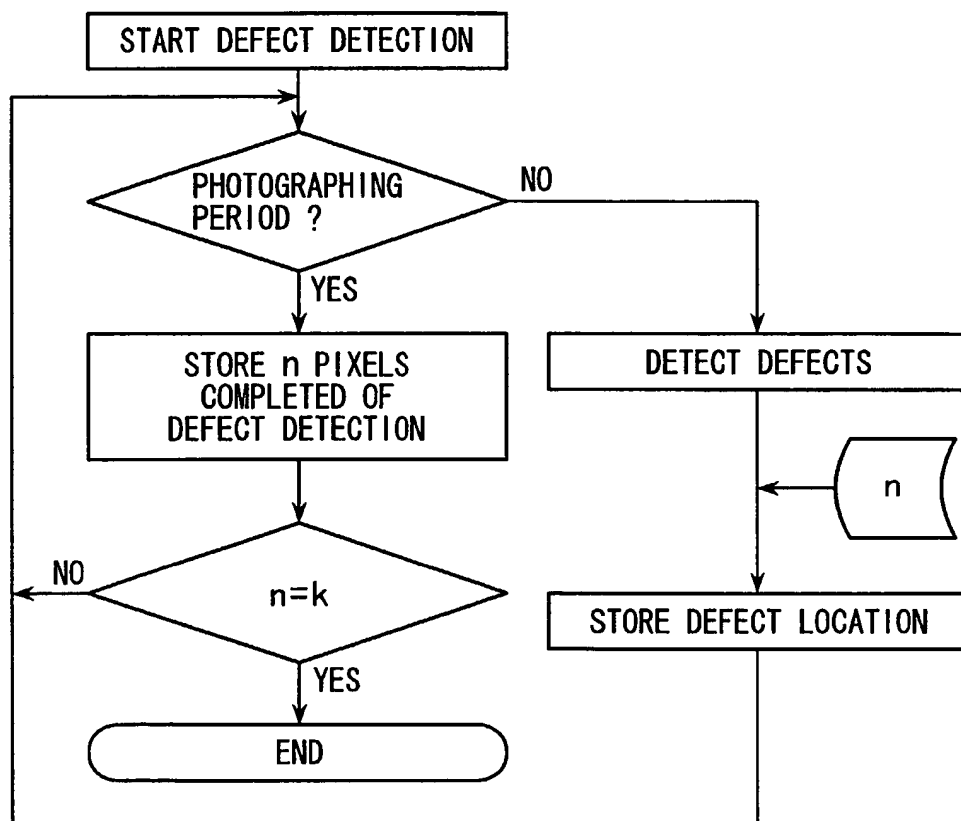 START DEFECT DETECTION
PHOTOGRAPHING
PERIOD ?
NO
YES
STORE n PIXELS
COMPLETED OF
DEFECT DETECTION
DETECT DEFECTS
n
NO
n=k
STORE DEFECT LOCATION
YES
END